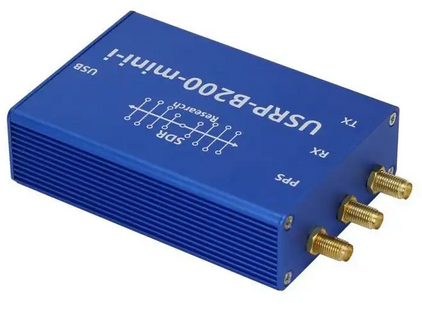 USRP-B200-mini-i
SDR
Research
USB
TX
RX
PPS